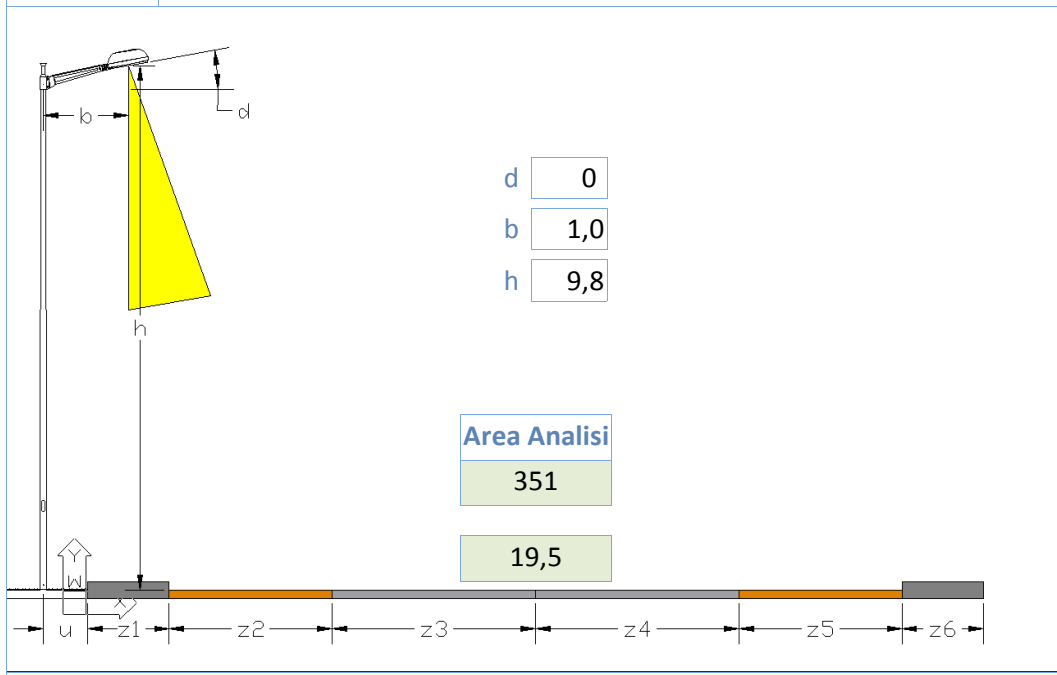 d
b
d 0
b 1,0
h 9,8
h
Area Analisi
351
19,5
Y
W
X
u z1 z2 z3 z4 z5 z6